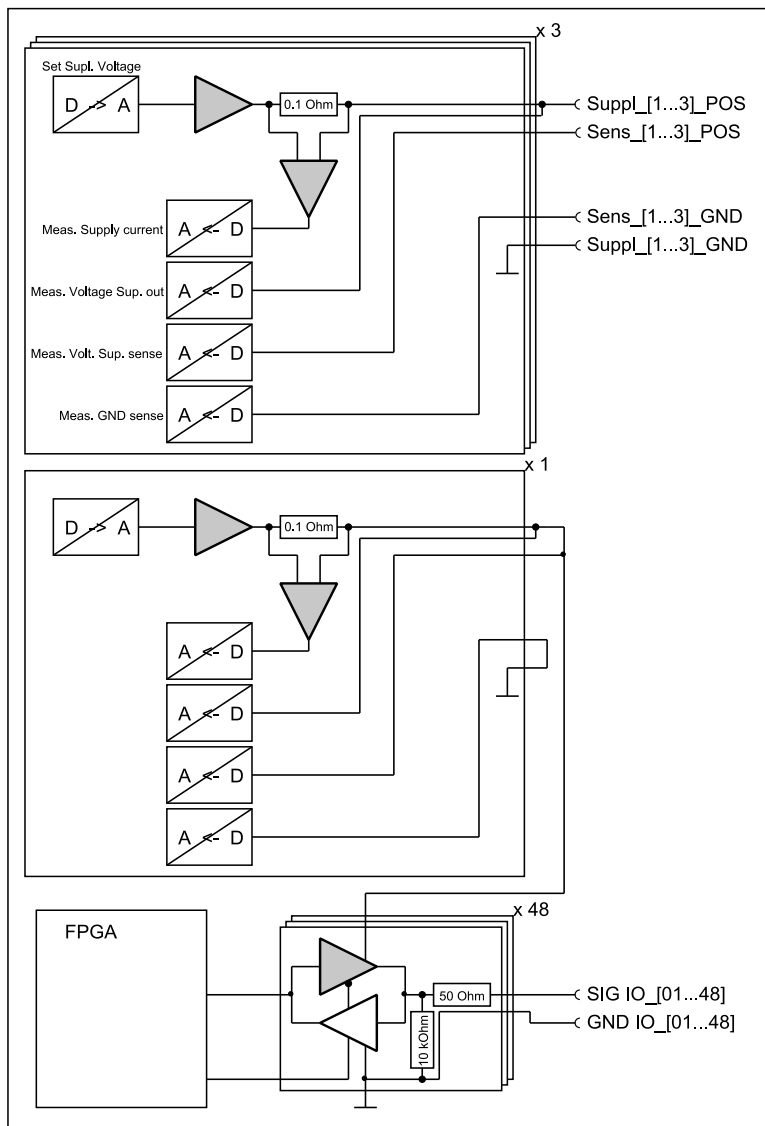 x 3
Set Supl. Voltage
D -> A
0.1 Ohm
Suppl_[1...3]_POS
Sens_[1...3]_POS
Meas. Supply current
A <- D
Sens_[1...3]_GND
Suppl_[1...3]_GND
Meas. Voltage Sup. out
A <- D
Meas. Volt. Sup. sense
A <- D
Meas. GND sense
A <- D
x 1
D -> A
0.1 Ohm
A <- D
A <- D
A <- D
A <- D
x 48
FPGA
50 Ohm
SIG IO_[01...48]
10 kOhm
GND IO_[01...48]